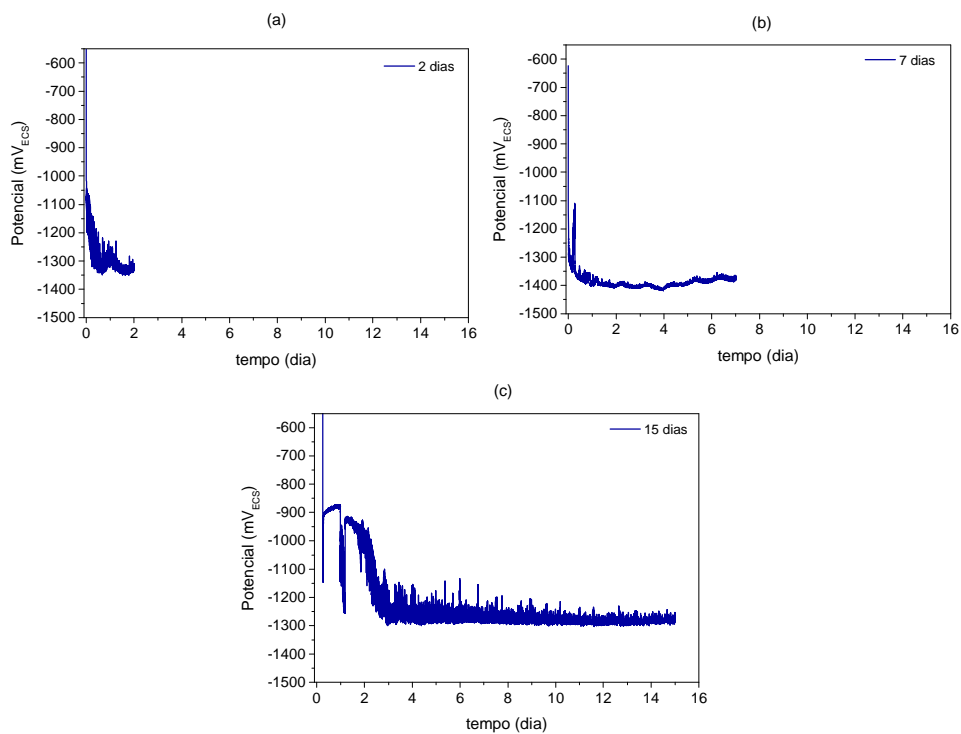 (a)
2 dias
-600
-700
-800
-900
-1000
-1100
-1200
-1300
-1400
-1500
Potencial (mV_ECS)
0 2 4 6 8 10 12 14 16
tempo (dia)
(b)
7 dias
-600
-700
-800
-900
-1000
-1100
-1200
-1300
-1400
-1500
Potencial (mV_ECS)
0 2 4 6 8 10 12 14 16
tempo (dia)
(c)
15 dias
-600
-700
-800
-900
-1000
-1100
-1200
-1300
-1400
-1500
Potencial (mV_ECS)
0 2 4 6 8 10 12 14 16
tempo (dia)